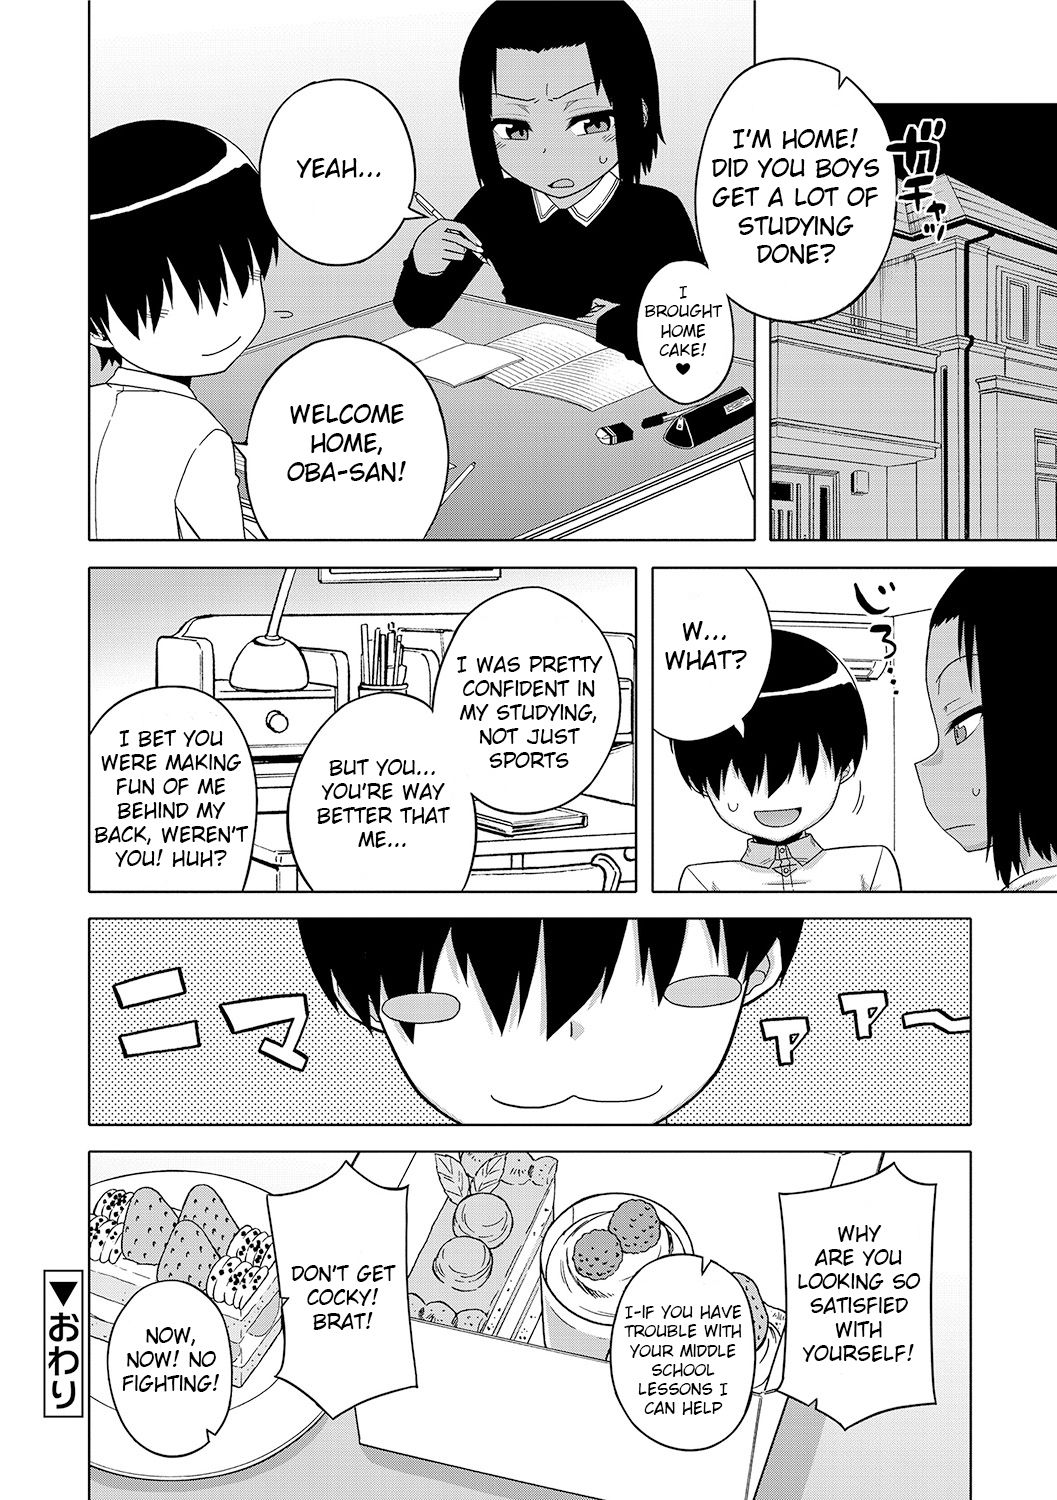 I'M HOME!
DID YOU BOYS
GET A LOT OF
STUDYING
DONE?
ガチャッ
I
BROUGHT
HOME
CAKE!
♥
YEAH...
WELCOME
HOME,
OBA-SAN!
W...
WHAT?
じろ...
I WAS PRETTY
CONFIDENT IN
MY STUDYING,
NOT JUST
SPORTS
BUT YOU...
YOU'RE WAY
BETTER THAT
ME...
I BET YOU
WERE MAKING
FUN OF ME
BEHIND MY
BACK, WEREN'T
YOU! HUH?
ニマァァ~
WHY
ARE YOU
LOOKING SO
SATISFIED
WITH
YOURSELF!
I-IF YOU HAVE
TROUBLE WITH
YOUR MIDDLE
SCHOOL
LESSONS I
CAN HELP
DON'T GET
COCKY!
BRAT!
NOW,
NOW! NO
FIGHTING!
▼おわり